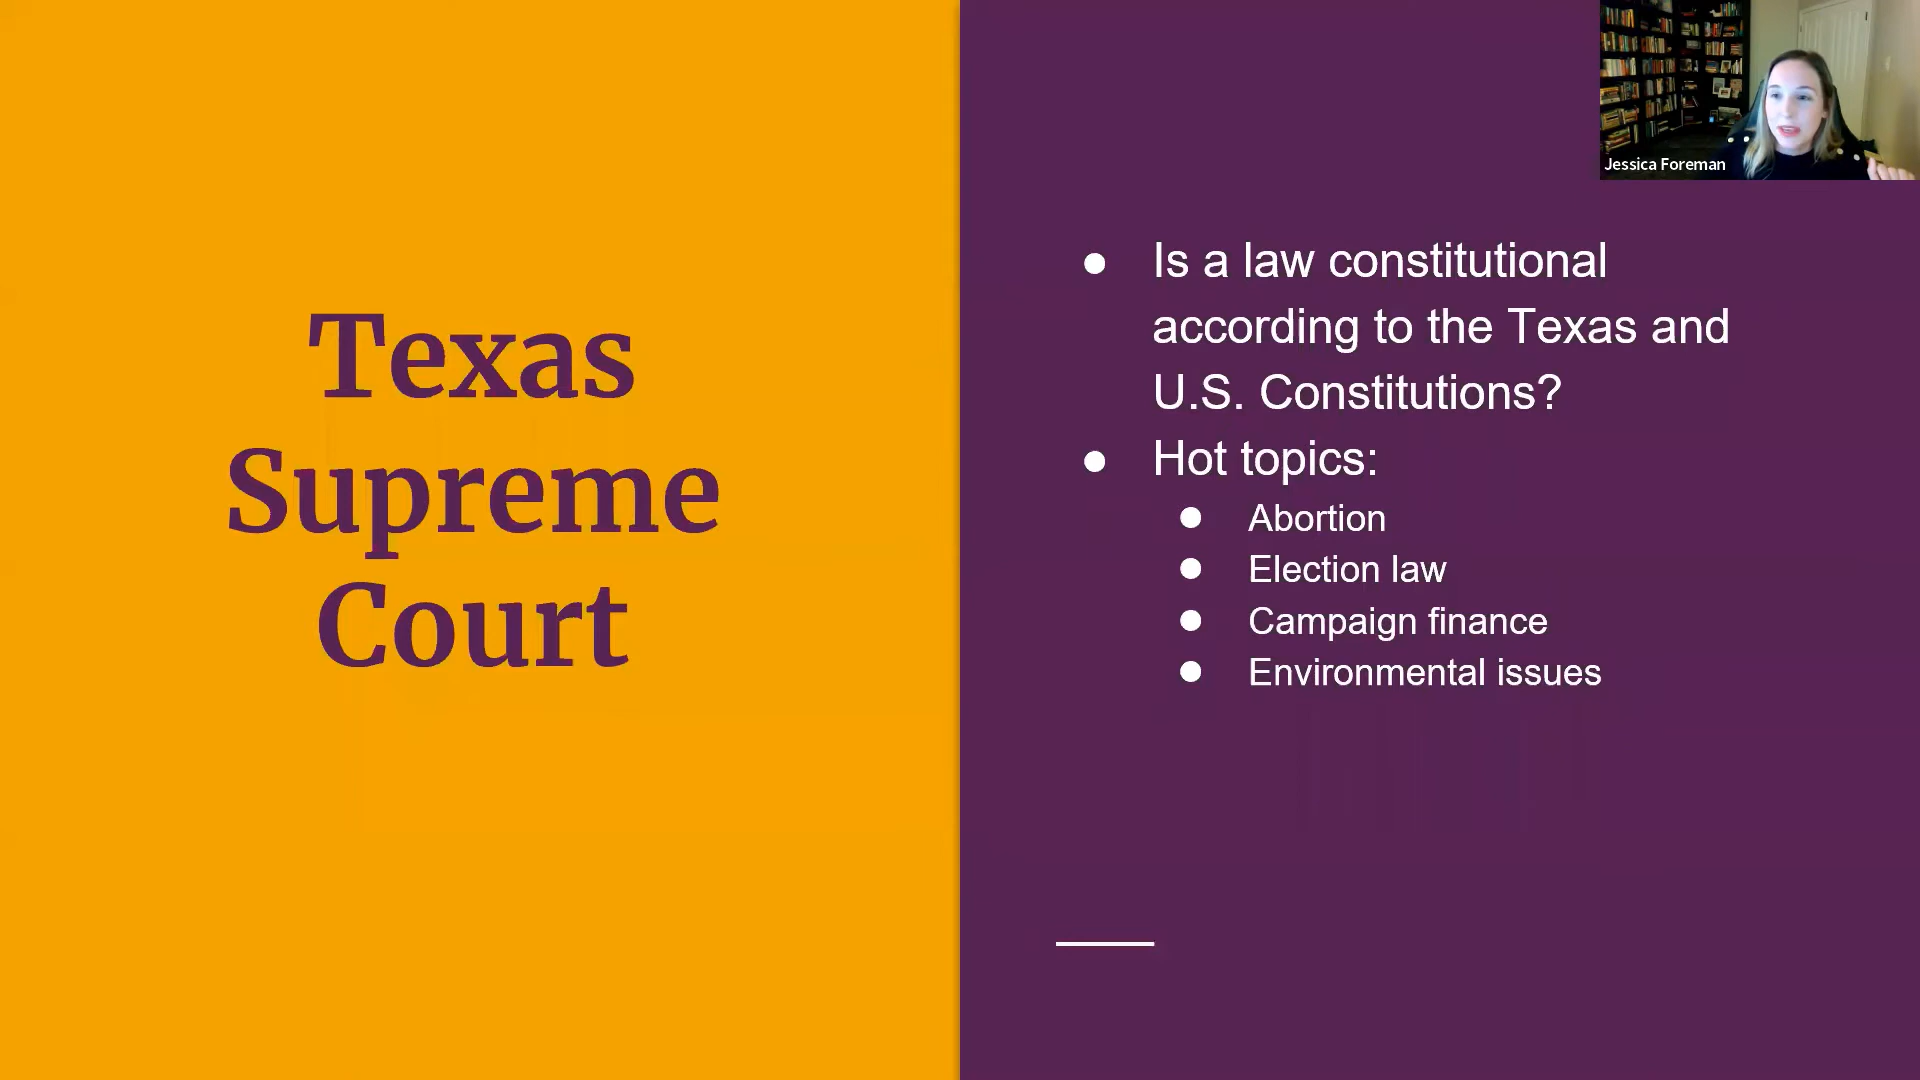 Texas
Supreme
Court
Jessica Foreman
● Is a law constitutional
according to the Texas and
U.S. Constitutions?
● Hot topics:
● Abortion
● Election law
● Campaign finance
● Environmental issues